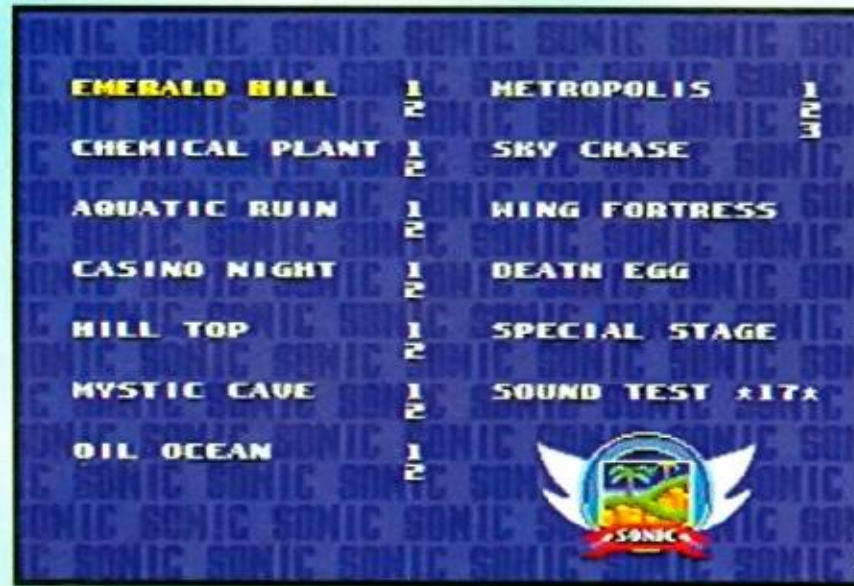 EMERALD HILL 1
2
CHEMICAL PLANT 1
2
AQUATIC RUIN 1
2
CASINO NIGHT 1
2
HILL TOP 1
2
MYSTIC CAVE 1
2
OIL OCEAN 1
2
METROPOLIS 1
2
3
SKY CHASE
WING FORTRESS
DEATH EGG
SPECIAL STAGE
SOUND TEST *17*
SONIC